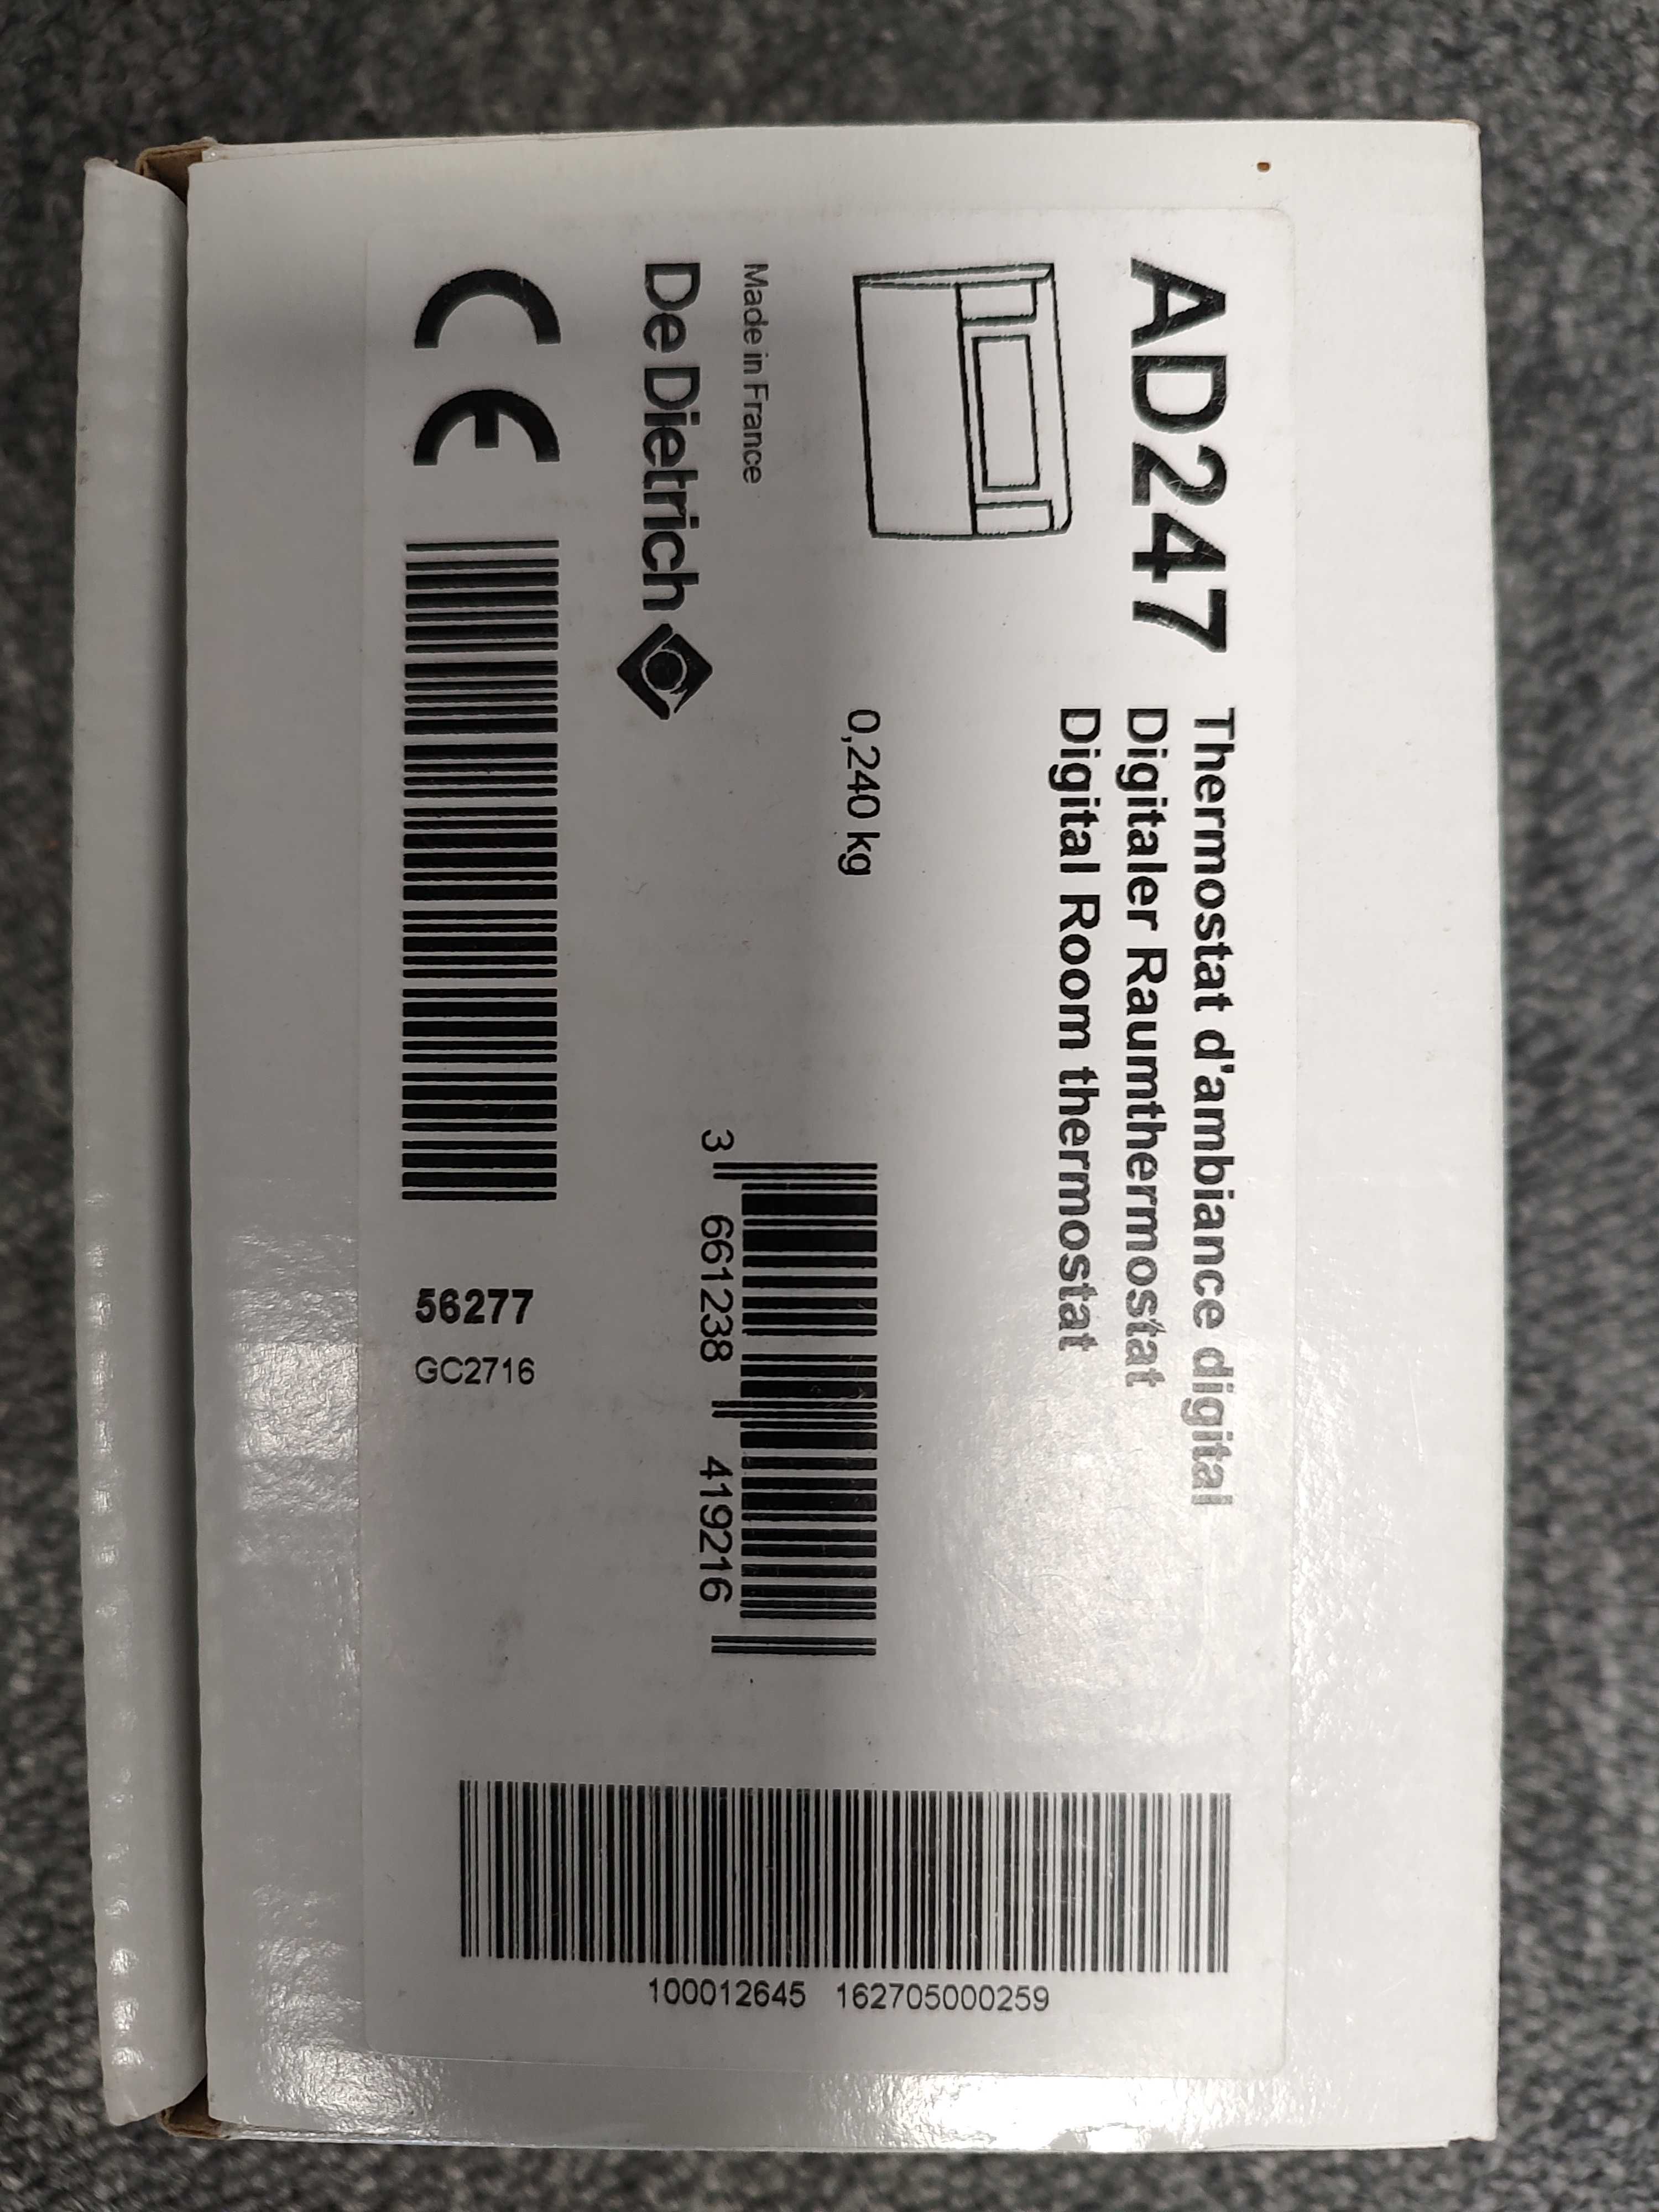 AD247
Thermostat d'ambiance digital
Digitaler Raumthermostat
Digital Room thermostat
0,240 kg
Made in France
De Dietrich
3 661238 419216
CE
56277
GC2716
100012645 162705000259